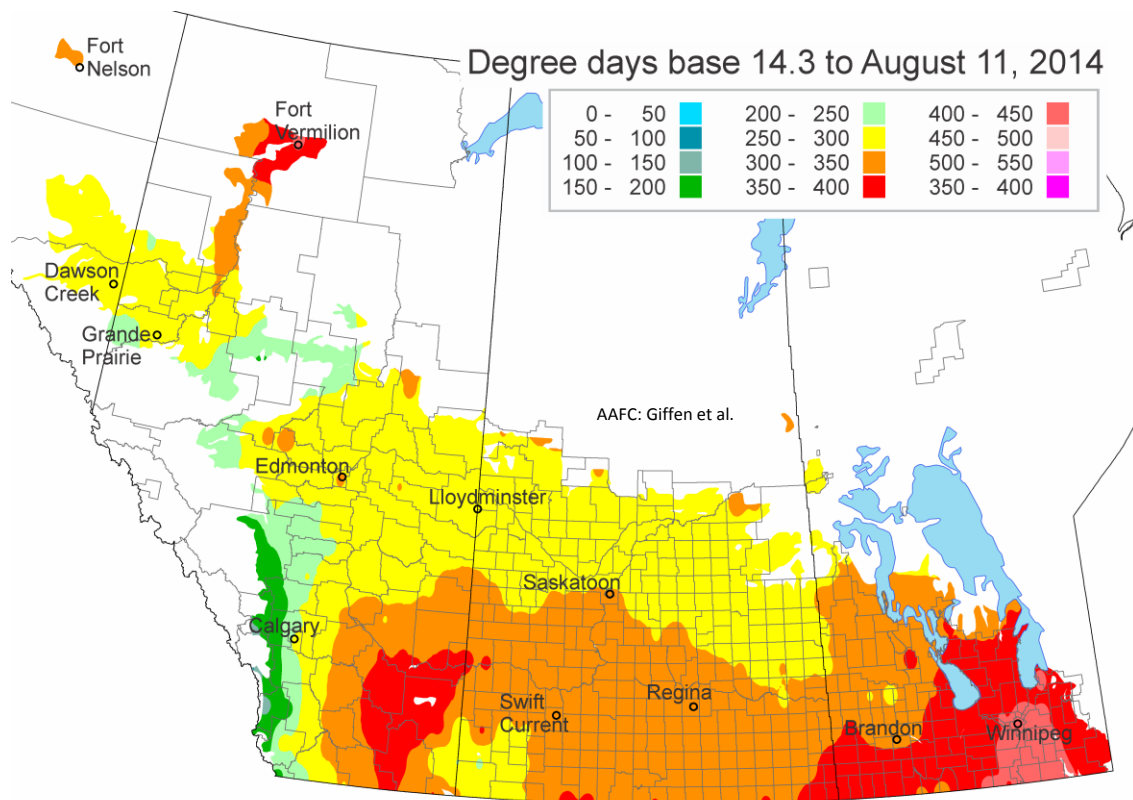 Fort
Nelson
Degree days base 14.3 to August 11, 2014
0 - 50
50 - 100
100 - 150
150 - 200
200 - 250
250 - 300
300 - 350
350 - 400
400 - 450
450 - 500
500 - 550
350 - 400
Fort
Vermilion
Dawson
Creek
Grande
Prairie
AAFC: Giffen et al.
Edmonton
Lloydminster
Saskatoon
Calgary
Swift
Current
Regina
Brandon
Winnipeg